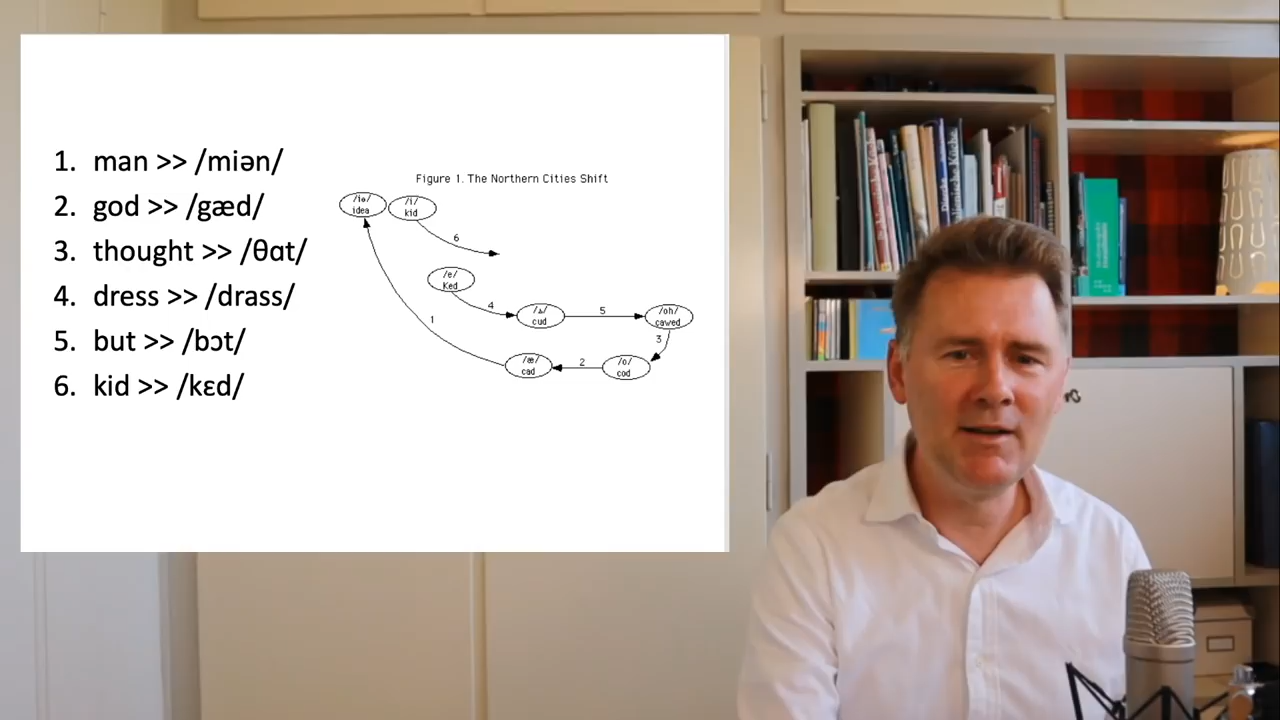 1. man >> /miən/
2. god >> /gæd/
3. thought >> /θɑt/
4. dress >> /drass/
5. but >> /bɔt/
6. kid >> /kɛd/
Figure 1. The Northern Cities Shift
/iə/
idea
/i/
kid
6
/e/
Ked
4
/ʌ/
cud
5
/oh/
cawed
3
1
/æ/
cad
2
/o/
cod